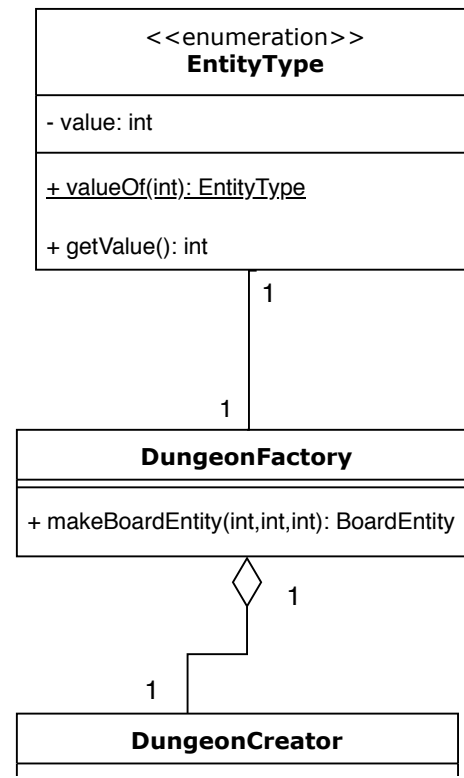 <<enumeration>>
EntityType
- value: int
+ valueOf(int): EntityType
+ getValue(): int
1
1
DungeonFactory
+ makeBoardEntity(int,int,int): BoardEntity
1
1
DungeonCreator